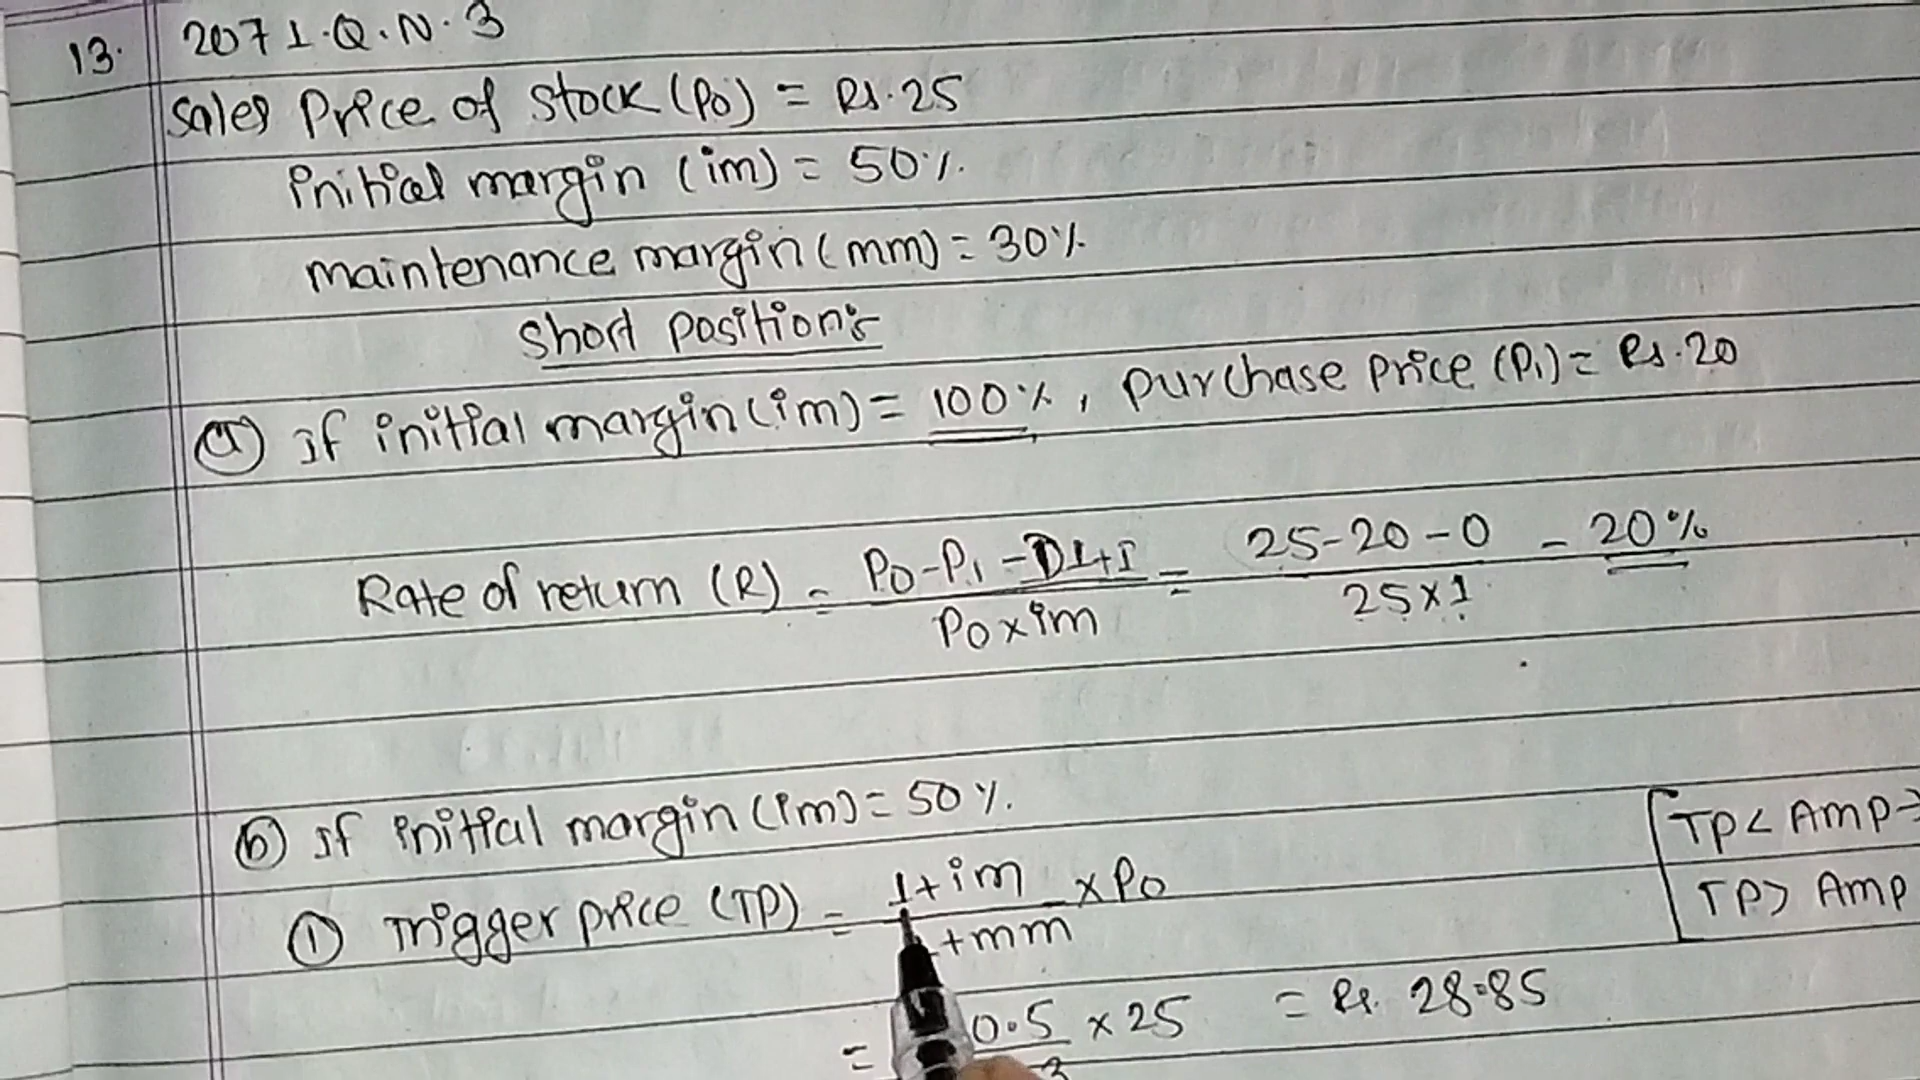 13. 2071.Q.N.3
Sales Price of stock (P0) = Rs.25
initial margin (im) = 50%.
maintenance margin (mm) = 30%
Short position:
(a) If initial margin (im) = 100%, purchase price (P1) = Rs.20
Rate of return (R) = P0-P1-D1+I / P0×im = 25-20-0 / 25×1 = 20%
(b) If initial margin (im) = 50%.
TP< Amp→
(1) Trigger price (TP) = 1+im / +mm × P0
TP> Amp
= 0.5 / 3 × 25 = Rs. 28.85